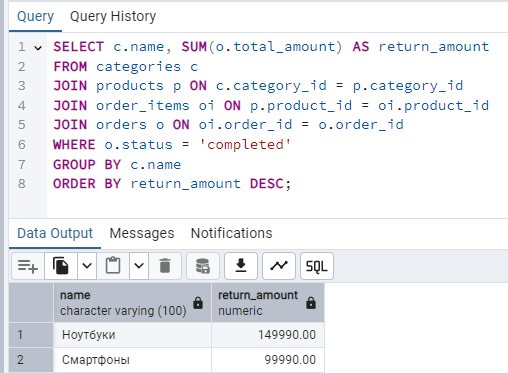 Query Query History
1 SELECT c.name, SUM(o.total_amount) AS return_amount
2 FROM categories c
3 JOIN products p ON c.category_id = p.category_id
4 JOIN order_items oi ON p.product_id = oi.product_id
5 JOIN orders o ON oi.order_id = o.order_id
6 WHERE o.status = 'completed'
7 GROUP BY c.name
8 ORDER BY return_amount DESC;
Data Output Messages Notifications
SQL
name return_amount
character varying (100) numeric
1 Ноутбуки 149990.00
2 Смартфоны 99990.00